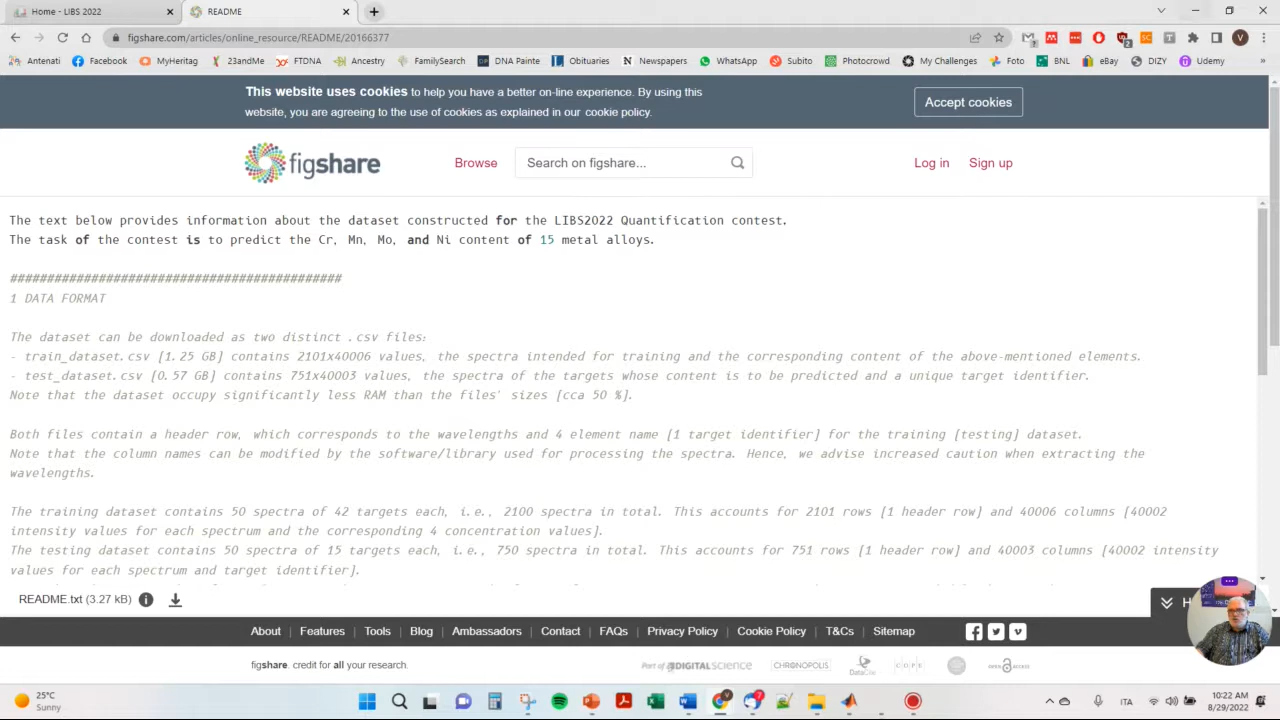 Home - LIBS 2022
README
figshare.com/articles/online_resource/README/20166377
Antenati Facebook MyHeritag 23andMe FTDNA Ancestry FamilySearch DNA Painte Obituaries Newspapers WhatsApp Subito Photocrowd My Challenges Foto BNL eBay DIZY Udemy
This website uses cookies to help you have a better on-line experience. By using
website, you are agreeing to the use of cookies as explained in our cookie policy.
Accept cookies
figshare
Browse
Search on figshare...
Log in
Sign up
The text below provides information about the dataset constructed for the LIBS2022 Quantification contest.
The task of the contest is to predict the Cr, Mn, Mo, and Ni content of 15 metal alloys.
############################################
1 DATA FORMAT
The dataset can be downloaded as two distinct .csv files:
- train_dataset.csv [1.25 GB] contains 2101x40006 values, the spectra intended for training and the corresponding content of the above-mentioned elements.
- test_dataset.csv [0.57 GB] contains 751x40003 values, the spectra of the targets whose content is to be predicted and a unique target identifier.
Note that the dataset occupy significantly less RAM than the files' sizes [cca 50 %].
Both files contain a header row, which corresponds to the wavelengths and 4 element name [1 target identifier] for the training [testing] dataset.
Note that the column names can be modified by the software/library used for processing the spectra. Hence, we advise increased caution when extracting the
wavelengths.
The training dataset contains 50 spectra of 42 targets each, i.e., 2100 spectra in total. This accounts for 2101 rows [1 header row] and 40006 columns [40002
intensity values for each spectrum and the corresponding 4 concentration values].
The testing dataset contains 50 spectra of 15 targets each, i.e., 750 spectra in total. This accounts for 751 rows [1 header row] and 40003 columns [40002 intensity
values for each spectrum and target identifier].
README.txt (3.27 kB)
About | Features | Tools | Blog | Ambassadors | Contact | FAQs | Privacy Policy | Cookie Policy | T&Cs | Sitemap
figshare. credit for all your research.
Part of DIGITAL SCIENCE
CHRONOPOLIS
DataCite
C O P E
OPEN ACCESS
25°C
Sunny
ITA
10:22 AM
8/29/2022